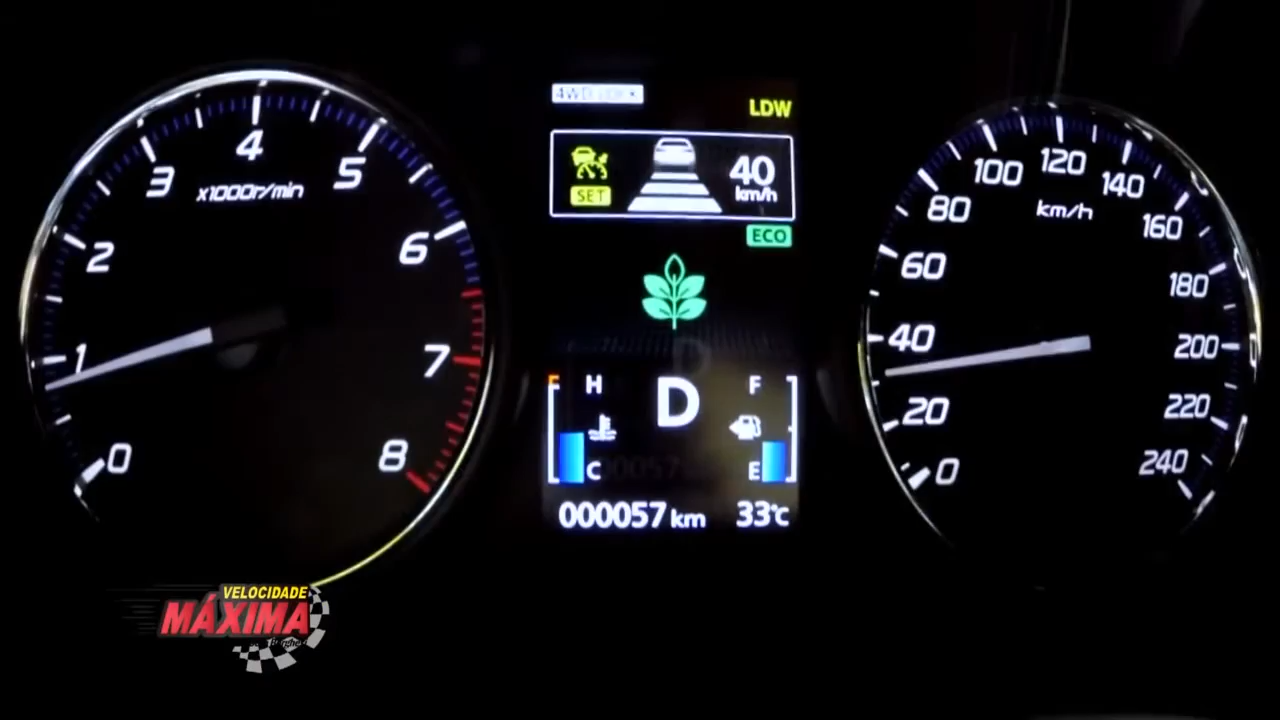 0
1
2
3
4
5
6
7
8
x1000r/min
4WD
LDW
SET
40
km/h
ECO
H
C
D
F
E
000057 km
33°C
0
20
40
60
80
100
120
140
160
180
200
220
240
km/h
VELOCIDADE
MÁXIMA